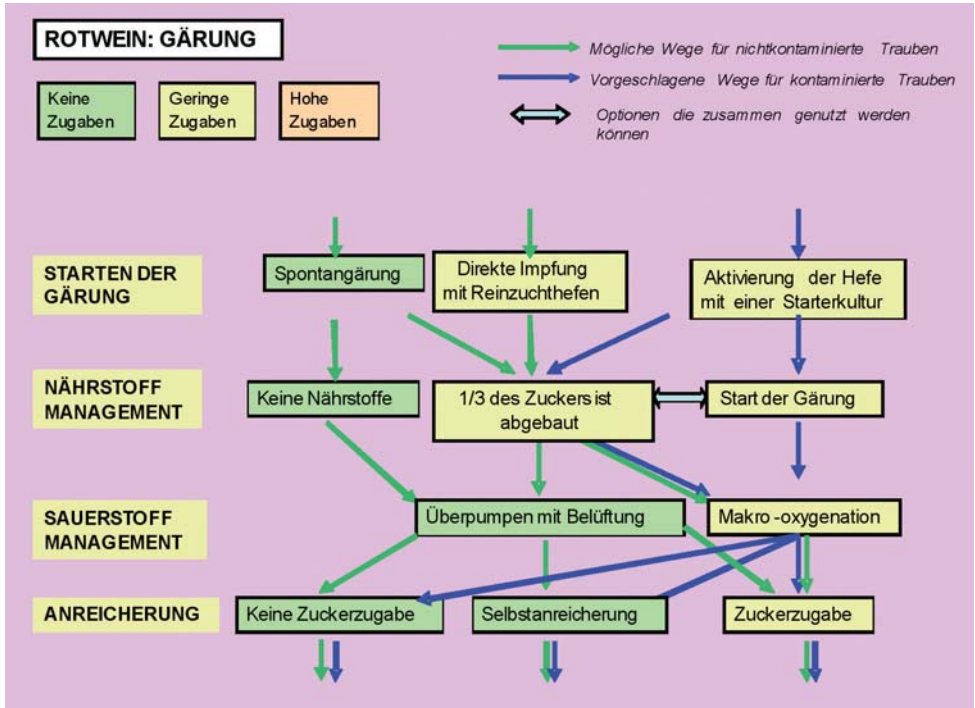 ROTWEIN: GÄRUNG
Keine
Zugaben
Geringe
Zugaben
Hohe
Zugaben
Mögliche Wege für nichtkontaminierte Trauben
Vorgeschlagene Wege für kontaminierte Trauben
Optionen die zusammen genutzt werden
können
STARTEN DER
GÄRUNG
Spontangärung
Direkte Impfung
mit Reinzuchthefen
Aktivierung der Hefe
mit einer Starterkultur
NÄHRSTOFF
MANAGEMENT
Keine Nährstoffe
1/3 des Zuckers ist
abgebaut
Start der Gärung
SAUERSTOFF
MANAGEMENT
Überpumpen mit Belüftung
Makro-oxygenation
ANREICHERUNG
Keine Zuckerzugabe
Selbstanreicherung
Zuckerzugabe